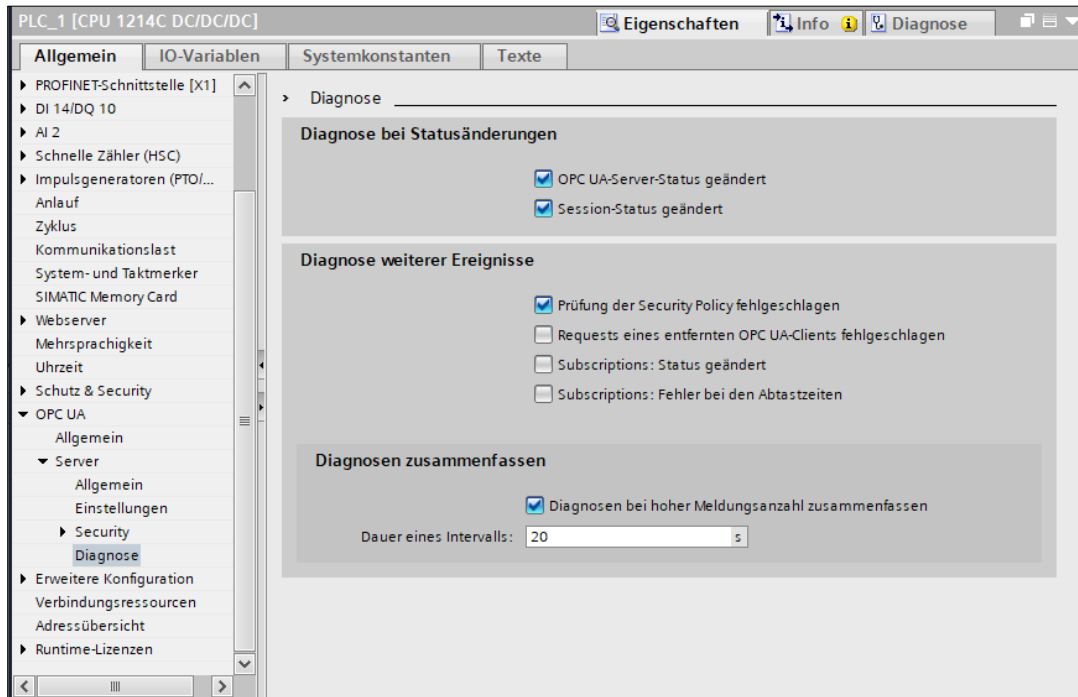 PLC_1 [CPU 1214C DC/DC/DC]
Eigenschaften
Info
Diagnose
Allgemein
IO-Variablen
Systemkonstanten
Texte
PROFINET-Schnittstelle [X1]
DI 14/DQ 10
AI 2
Schnelle Zähler (HSC)
Impulsgeneratoren (PTO/...
Anlauf
Zyklus
Kommunikationslast
System- und Taktmerker
SIMATIC Memory Card
Webserver
Mehrsprachigkeit
Uhrzeit
Schutz & Security
OPC UA
Allgemein
Server
Allgemein
Einstellungen
Security
Diagnose
Erweitere Konfiguration
Verbindungsressourcen
Adressübersicht
Runtime-Lizenzen
Diagnose
Diagnose bei Statusänderungen
OPC UA-Server-Status geändert
Session-Status geändert
Diagnose weiterer Ereignisse
Prüfung der Security Policy fehlgeschlagen
Requests eines entfernten OPC UA-Clients fehlgeschlagen
Subscriptions: Status geändert
Subscriptions: Fehler bei den Abtastzeiten
Diagnosen zusammenfassen
Diagnosen bei hoher Meldungsanzahl zusammenfassen
Dauer eines Intervalls: 20 s